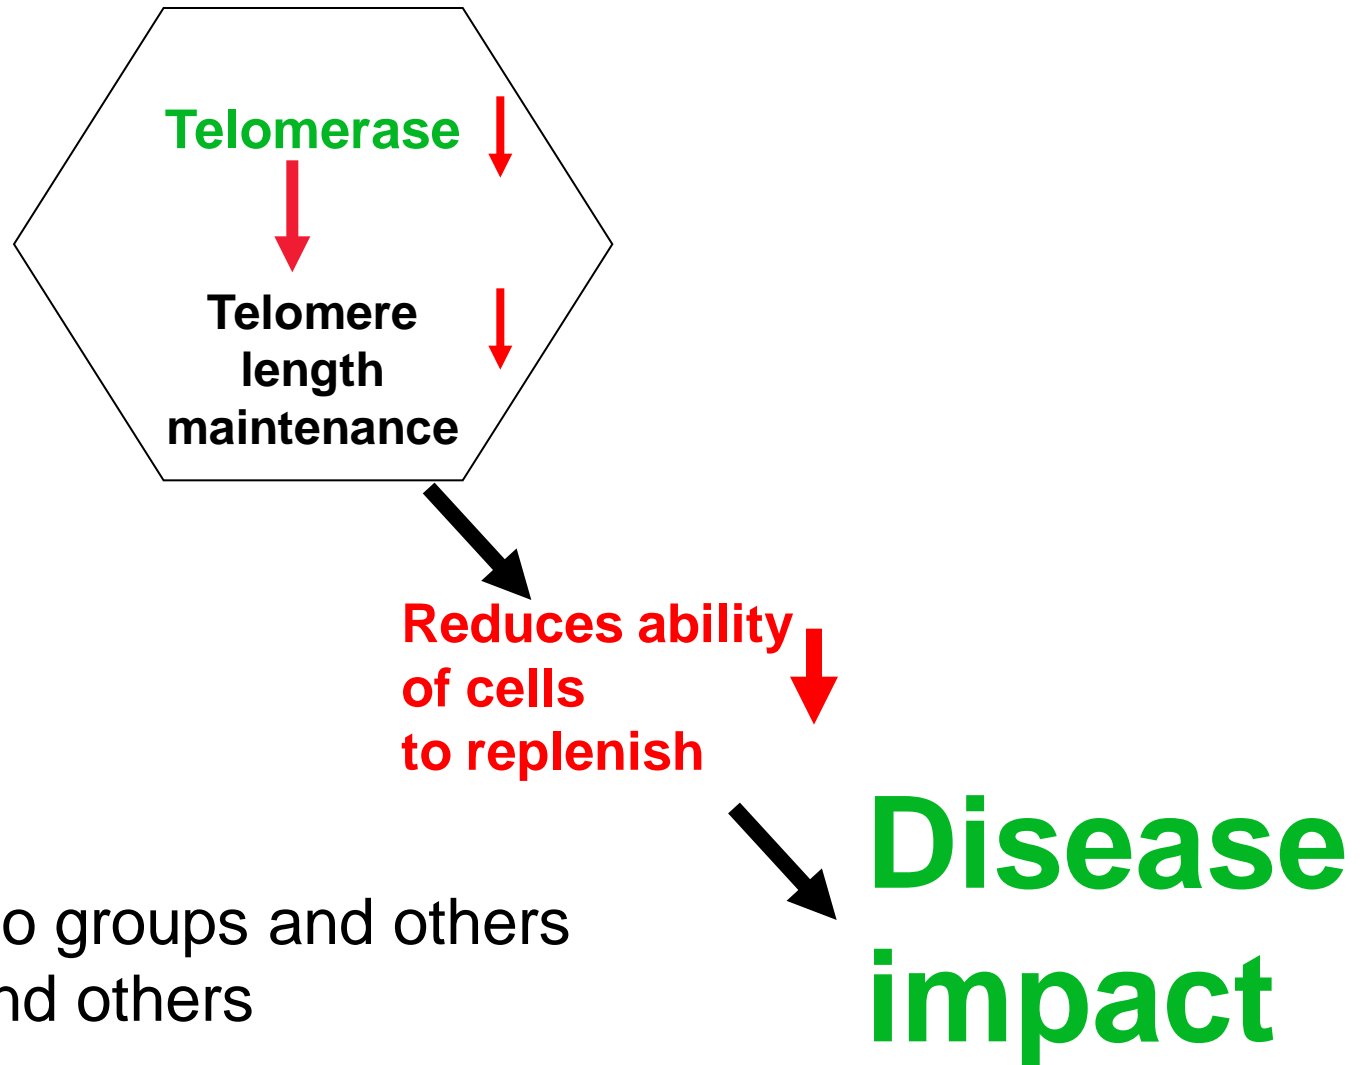 Telomerase
Telomere
length
maintenance
Reduces ability
of cells
to replenish
Disease
impact
o groups and others
nd others